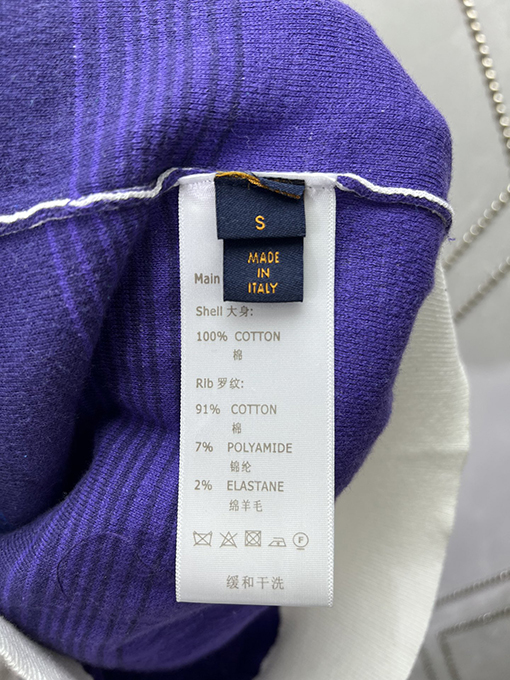 S
MADE
IN
ITALY
Main
Shell 大身:
100% COTTON
棉
Rib 罗纹:
91% COTTON
棉
7% POLYAMIDE
锦纶
2% ELASTANE
绵羊毛
F
缓和干洗